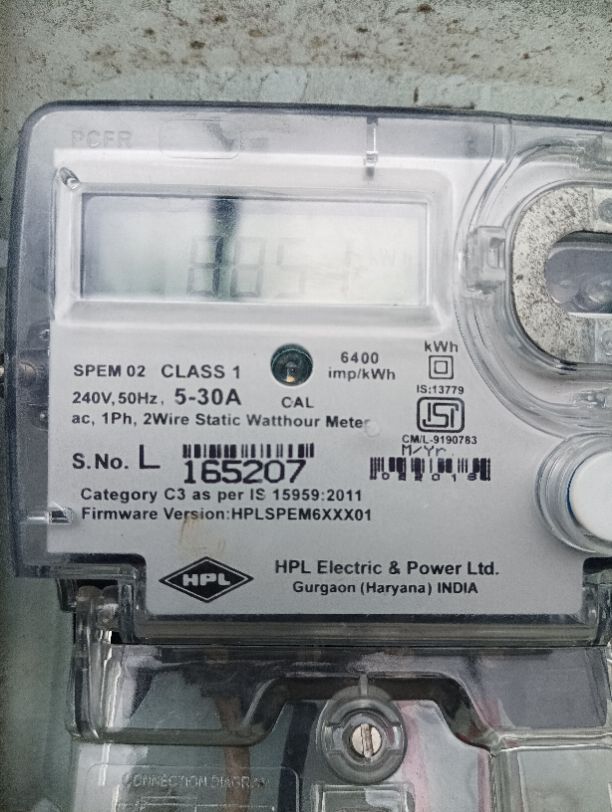 SPEM 02 CLASS 1
240V, 50Hz, 5-30A
ac, 1Ph, 2Wire Static Watthour Meter
CAL
6400
imp/kWh
kWh
IS:13779
ISI
CM/L-9190783
M/Yr.
S.No. L 165207
Category C3 as per IS 15959:2011
Firmware Version:HPLSPEM6XXX01
HPL
HPL Electric & Power Ltd.
Gurgaon (Haryana) INDIA
CONNECTION DIAGRAM